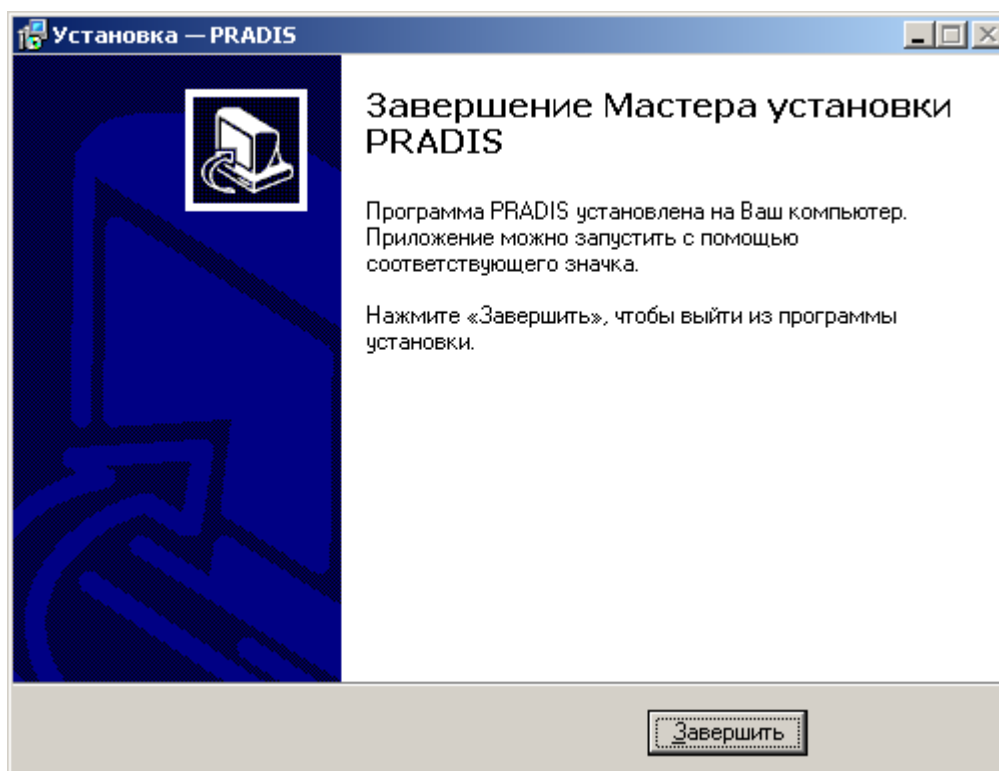 Установка — PRADIS
Завершение Мастера установки
PRADIS
Программа PRADIS установлена на Ваш компьютер.
Приложение можно запустить с помощью
соответствующего значка.
Нажмите «Завершить», чтобы выйти из программы
установки.
Завершить